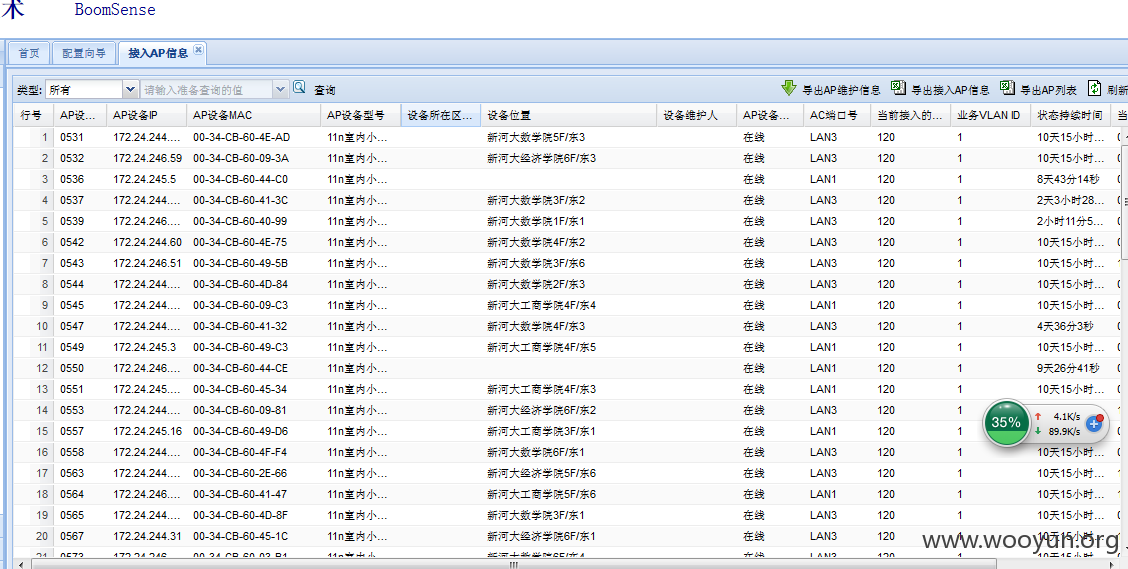 术 BoomSense
首页 配置向导 接入AP信息
类型: 所有 请输入准备查询的值 查询 导出AP维护信息 导出接入AP信息 导出AP列表 刷新
行号 AP设... AP设备IP AP设备MAC AP设备型号 设备所在区... 设备位置 设备维护人 AP设备... AC端口号 当前接入的... 业务VLAN ID 状态持续时间 当
1 0531 172.24.244.... 00-34-CB-60-4E-AD 11n室内小... 新河大数学院5F/东3 在线 LAN3 120 1 10天15小时...
2 0532 172.24.246.59 00-34-CB-60-09-3A 11n室内小... 新河大经济学院6F/东3 在线 LAN3 120 1 10天15小时...
3 0536 172.24.245.5 00-34-CB-60-44-C0 11n室内小... 在线 LAN1 120 1 8天43分14秒
4 0537 172.24.244.... 00-34-CB-60-41-3C 11n室内小... 新河大数学院3F/东2 在线 LAN3 120 1 2天3小时28...
5 0539 172.24.246.... 00-34-CB-60-40-99 11n室内小... 新河大数学院1F/东1 在线 LAN3 120 1 2小时11分5...
6 0542 172.24.244.60 00-34-CB-60-4E-75 11n室内小... 新河大数学院4F/东2 在线 LAN3 120 1 10天15小时...
7 0543 172.24.246.51 00-34-CB-60-49-5B 11n室内小... 新河大数学院3F/东6 在线 LAN3 120 1 10天15小时...
8 0544 172.24.244.... 00-34-CB-60-4D-84 11n室内小... 新河大数学院2F/东3 在线 LAN3 120 1 10天15小时...
9 0545 172.24.244.... 00-34-CB-60-09-C3 11n室内小... 新河大工商学院4F/东4 在线 LAN1 120 1 10天15小时...
10 0547 172.24.244.... 00-34-CB-60-41-32 11n室内小... 新河大数学院4F/东3 在线 LAN3 120 1 4天36分3秒
11 0549 172.24.245.3 00-34-CB-60-49-C3 11n室内小... 新河大工商学院4F/东5 在线 LAN1 120 1 10天15小时...
12 0550 172.24.246.... 00-34-CB-60-44-CE 11n室内小... 在线 LAN1 120 1 9天26分41秒
13 0551 172.24.245.... 00-34-CB-60-45-34 11n室内小... 新河大工商学院4F/东3 在线 LAN1 120 1 10天15小时...
14 0553 172.24.244.... 00-34-CB-60-09-81 11n室内小... 新河大经济学院6F/东2 在线 LAN3 120 1
15 0557 172.24.245.16 00-34-CB-60-49-D6 11n室内小... 新河大工商学院3F/东1 在线 LAN1 120 1
16 0558 172.24.244.... 00-34-CB-60-4F-F4 11n室内小... 新河大数学院6F/东1 在线 LAN3 120 1 10天15小时...
17 0563 172.24.244.... 00-34-CB-60-2E-66 11n室内小... 新河大经济学院5F/东6 在线 LAN3 120 1 10天15小时...
18 0564 172.24.246.... 00-34-CB-60-41-47 11n室内小... 新河大工商学院5F/东6 在线 LAN1 120 1 10天15小时...
19 0565 172.24.244.... 00-34-CB-60-4D-8F 11n室内小... 新河大数学院3F/东1 在线 LAN3 120 1 10天15小时...
20 0567 172.24.244.31 00-34-CB-60-45-1C 11n室内小... 新河大经济学院6F/东1 在线 LAN3 120 1 10天15小时...
35% 4.1K/s
89.9K/s
www.wooyun.org